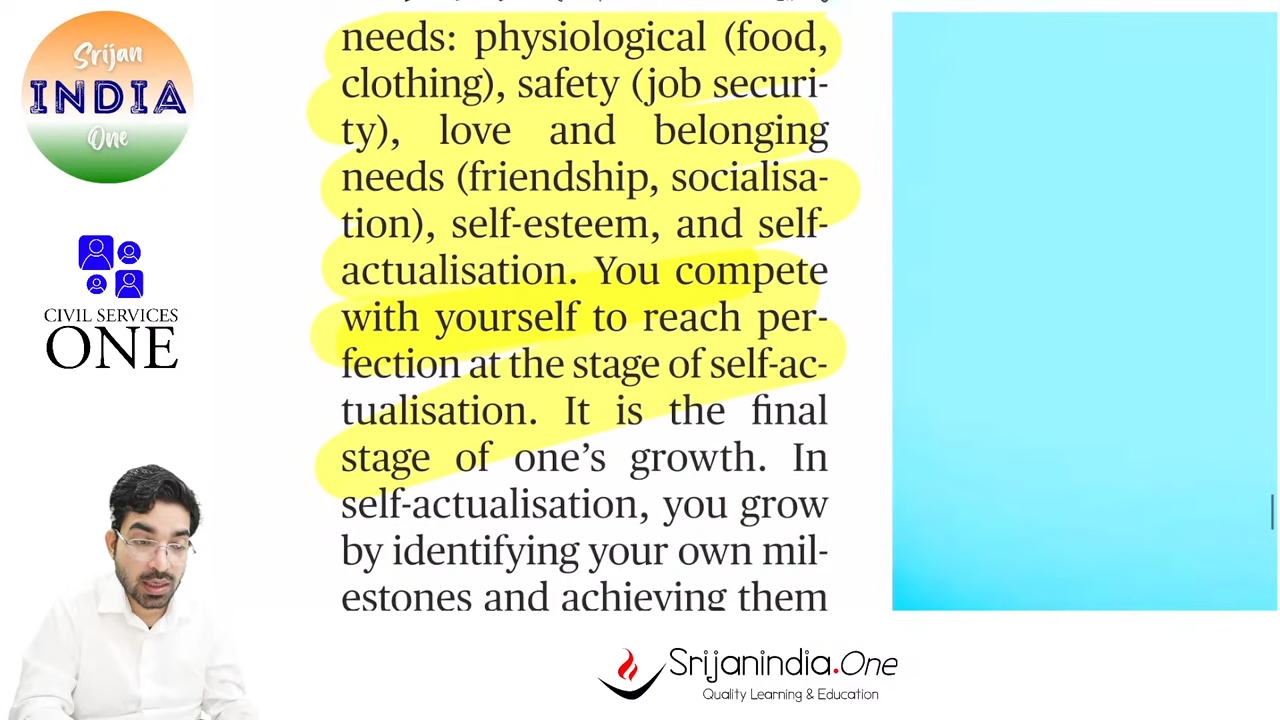 Srijan
INDIA
One
CIVIL SERVICES
ONE
needs: physiological (food,
clothing), safety (job securi-
ty), love and belonging
needs (friendship, socialisa-
tion), self-esteem, and self-
actualisation. You compete
with yourself to reach per-
fection at the stage of self-ac-
tualisation. It is the final
stage of one's growth. In
self-actualisation, you grow
by identifying your own mil-
estones and achieving them
Srijanindia.One
Quality Learning & Education